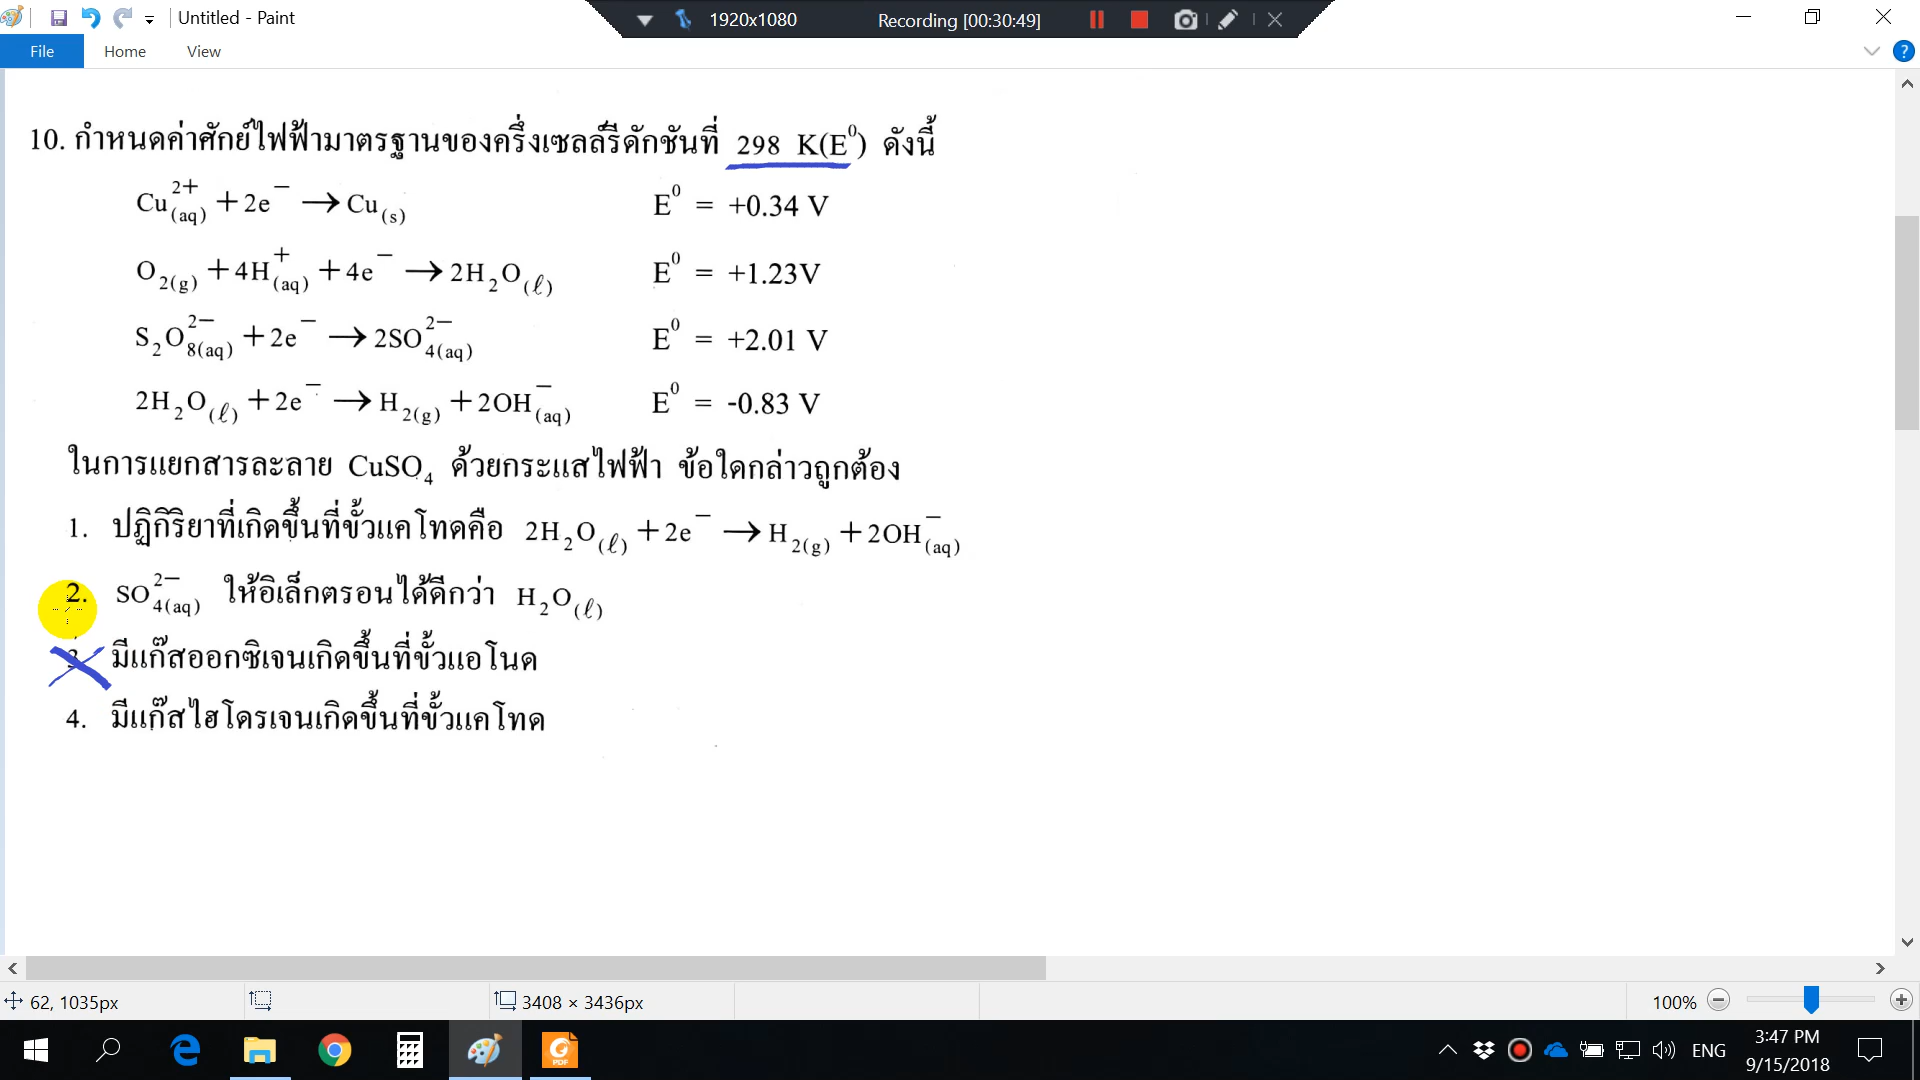 Untitled - Paint
1920x1080 Recording [00:30:49]
File Home View
10. กำหนดค่าศักย์ไฟฟ้ามาตรฐานของครึ่งเซลล์รีดักชันที่ 298 K(E⁰) ดังนี้
Cu²⁺(aq) + 2e⁻ → Cu(s) E⁰ = +0.34 V
O₂(g) + 4H⁺(aq) + 4e⁻ → 2H₂O(ℓ) E⁰ = +1.23V
S₂O₈²⁻(aq) + 2e⁻ → 2SO₄²⁻(aq) E⁰ = +2.01 V
2H₂O(ℓ) + 2e⁻ → H₂(g) + 2OH⁻(aq) E⁰ = -0.83 V
ในการแยกสารละลาย CuSO₄ ด้วยกระแสไฟฟ้า ข้อใดกล่าวถูกต้อง
1. ปฏิกิริยาที่เกิดขึ้นที่ขั้วแคโทดคือ 2H₂O(ℓ) + 2e⁻ → H₂(g) + 2OH⁻(aq)
2. SO₄²⁻(aq) ให้อิเล็กตรอนได้ดีกว่า H₂O(ℓ)
3. มีแก๊สออกซิเจนเกิดขึ้นที่ขั้วแอโนด
4. มีแก๊สไฮโดรเจนเกิดขึ้นที่ขั้วแคโทด
62, 1035px 3408 × 3436px 100%
PDF ENG 3:47 PM
9/15/2018